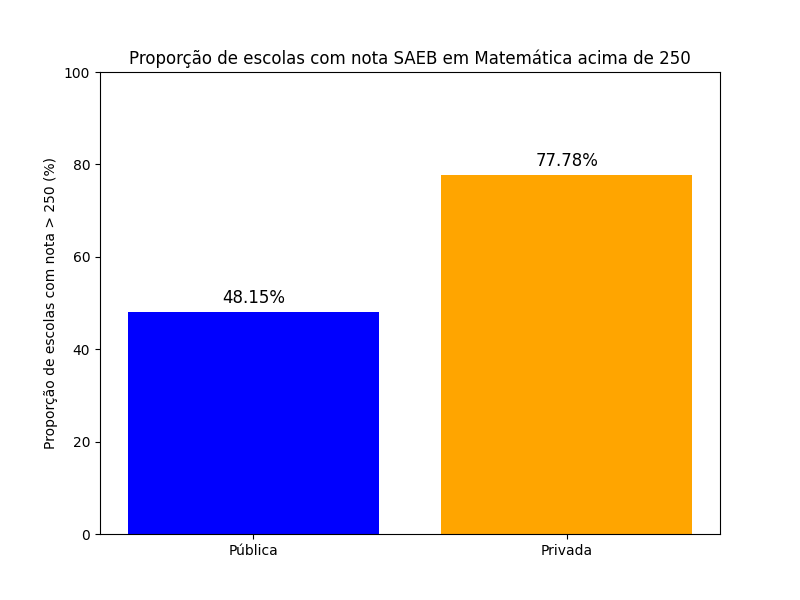 Proporção de escolas com nota SAEB em Matemática acima de 250
Proporção de escolas com nota > 250 (%)
100
80
60
40
20
0
48.15%
77.78%
Pública
Privada